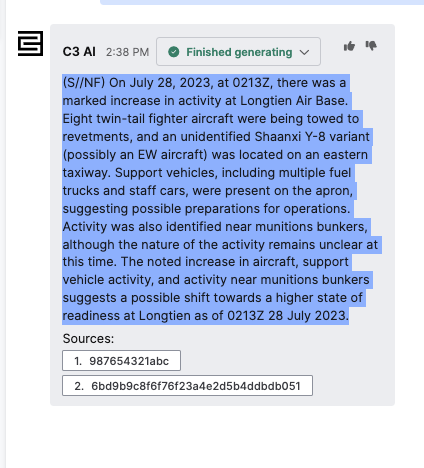 C3 AI 2:38 PM Finished generating
(S//NF) On July 28, 2023, at 0213Z, there was a
marked increase in activity at Longtien Air Base.
Eight twin-tail fighter aircraft were being towed to
revetments, and an unidentified Shaanxi Y-8 variant
(possibly an EW aircraft) was located on an eastern
taxiway. Support vehicles, including multiple fuel
trucks and staff cars, were present on the apron,
suggesting possible preparations for operations.
Activity was also identified near munitions bunkers,
although the nature of the activity remains unclear at
this time. The noted increase in aircraft, support
vehicle activity, and activity near munitions bunkers
suggests a possible shift towards a higher state of
readiness at Longtien as of 0213Z 28 July 2023.
Sources:
1. 987654321abc
2. 6bd9b9c8f6f76f23a4e2d5b4ddbdb051